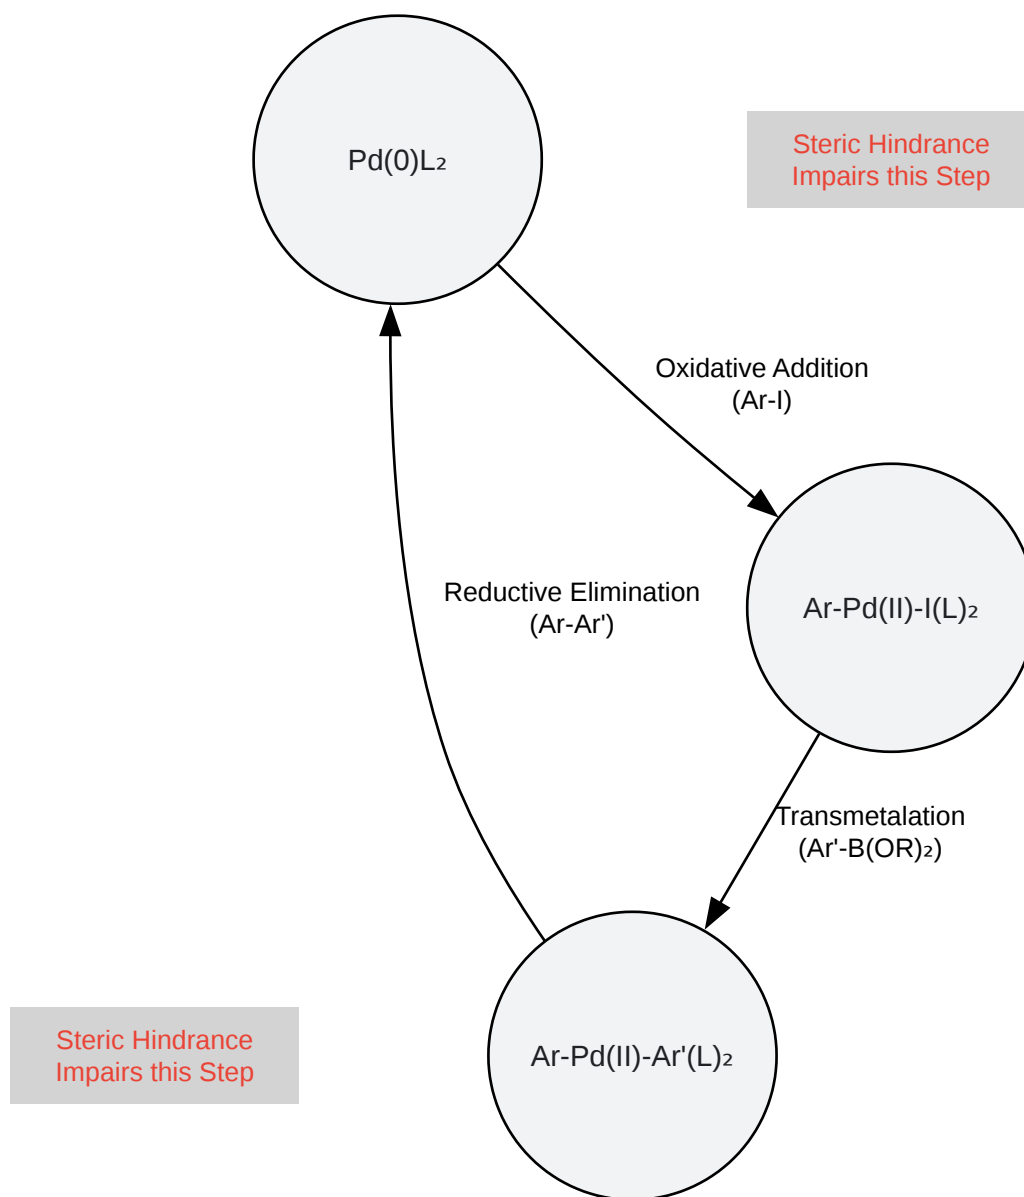 Pd(0)L₂
Steric Hindrance
Impairs this Step
Oxidative Addition
(Ar-I)
Reductive Elimination
(Ar-Ar')
Ar-Pd(II)-I(L)₂
Transmetalation
(Ar'-B(OR)₂)
Steric Hindrance
Impairs this Step
Ar-Pd(II)-Ar'(L)₂